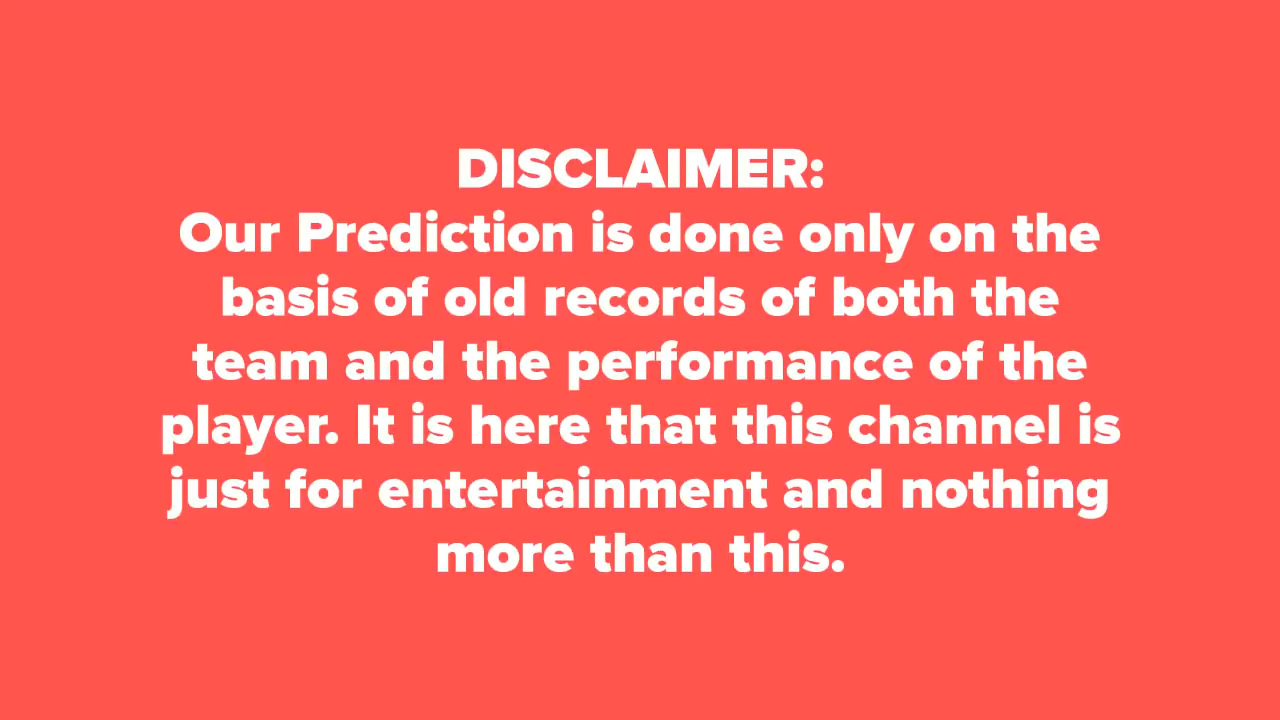 DISCLAIMER:
Our Prediction is done only on the
basis of old records of both the
team and the performance of the
player. It is here that this channel is
just for entertainment and nothing
more than this.